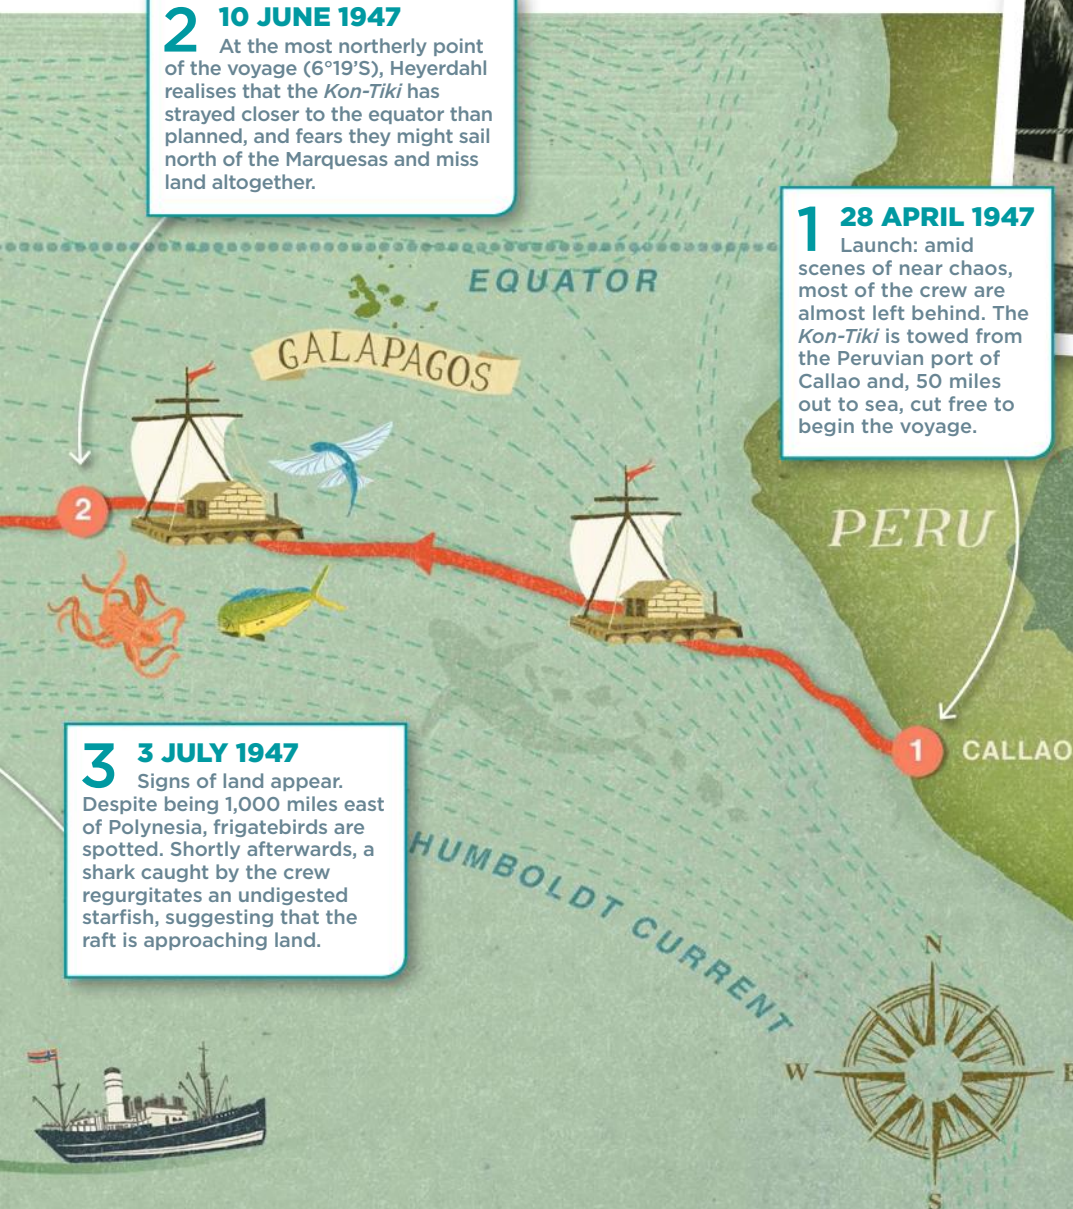 2 10 JUNE 1947
At the most northerly point
of the voyage (6°19’S), Heyerdahl
realises that the Kon-Tiki has
strayed closer to the equator than
planned, and fears they might sail
north of the Marquesas and miss
land altogether.
1 28 APRIL 1947
Launch: amid
scenes of near chaos,
most of the crew are
almost left behind. The
Kon-Tiki is towed from
the Peruvian port of
Callao and, 50 miles
out to sea, cut free to
begin the voyage.
EQUATOR
GALAPAGOS
PERU
2
1 CALLAO
3 3 JULY 1947
Signs of land appear.
Despite being 1,000 miles east
of Polynesia, frigatebirds are
spotted. Shortly afterwards, a
shark caught by the crew
regurgitates an undigested
starfish, suggesting that the
raft is approaching land.
HUMBOLDT CURRENT
N
W
E
S